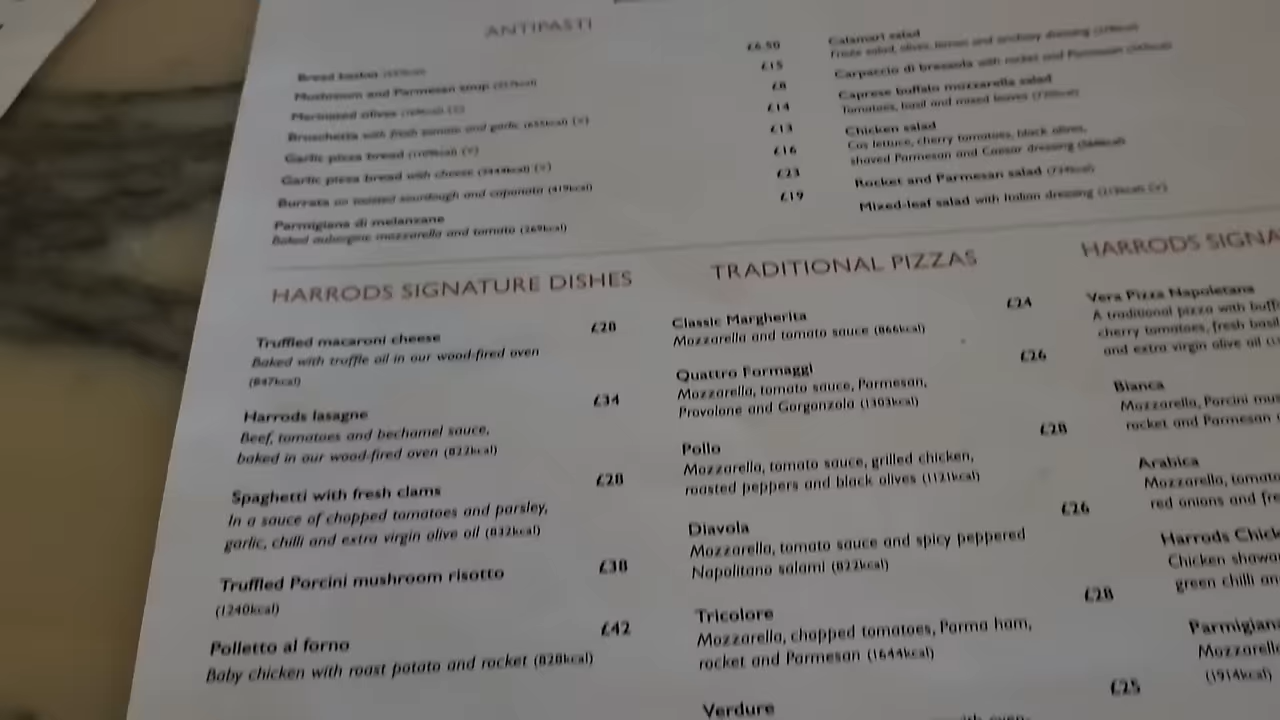 ANTIPASTI
Bread basket
£6.50
Mushroom and Parmesan soup
£15
Marinated olives
£8
Bruschetta with fresh tomato and garlic (v)
£14
Garlic pizza bread (v)
£13
Garlic pizza bread with cheese (v)
£16
Burrata on toasted sourdough and caponata (419kcal)
£23
Parmigiana di melanzane
£19
Baked aubergine mozzarella and tomato (269kcal)
Calamari salad
Frisée salad, olives, lemon and anchovy dressing
Carpaccio di bresaola with rocket and Parmesan
Caprese buffalo mozzarella salad
Tomatoes, basil and mixed leaves
Chicken salad
Cos lettuce, cherry tomatoes, black olives,
shaved Parmesan and Caesar dressing
Rocket and Parmesan salad
Mixed-leaf salad with Italian dressing (v)
HARRODS SIGNATURE DISHES
Truffled macaroni cheese £28
Baked with truffle oil in our wood-fired oven
(847kcal)
Harrods lasagne £34
Beef, tomatoes and bechamel sauce,
baked in our wood-fired oven (822kcal)
Spaghetti with fresh clams £28
In a sauce of chopped tomatoes and parsley,
garlic, chilli and extra virgin olive oil (832kcal)
Truffled Porcini mushroom risotto £38
(1240kcal)
Polletto al forno £42
Baby chicken with roast potato and rocket (828kcal)
TRADITIONAL PIZZAS
Classic Margherita £24
Mozzarella and tomato sauce (866kcal)
Quattro Formaggi £26
Mozzarella, tomato sauce, Parmesan,
Provolone and Gorgonzola (1303kcal)
Pollo £28
Mozzarella, tomato sauce, grilled chicken,
roasted peppers and black olives (1121kcal)
Diavola £26
Mozzarella, tomato sauce and spicy peppered
Napolitano salami (822kcal)
Tricolore £28
Mozzarella, chopped tomatoes, Parma ham,
rocket and Parmesan (1644kcal)
Verdure £25
HARRODS SIGNA
Vera Pizza Napoletana
A traditional pizza with buff
cherry tomatoes, fresh basil
and extra virgin olive oil
Bianca
Mozzarella, Porcini mus
rocket and Parmesan
Arabica
Mozzarella, tomato
red onions and fre
Harrods Chick
Chicken shawa
green chilli an
Parmigiana
Mozzarell
(1914kcal)